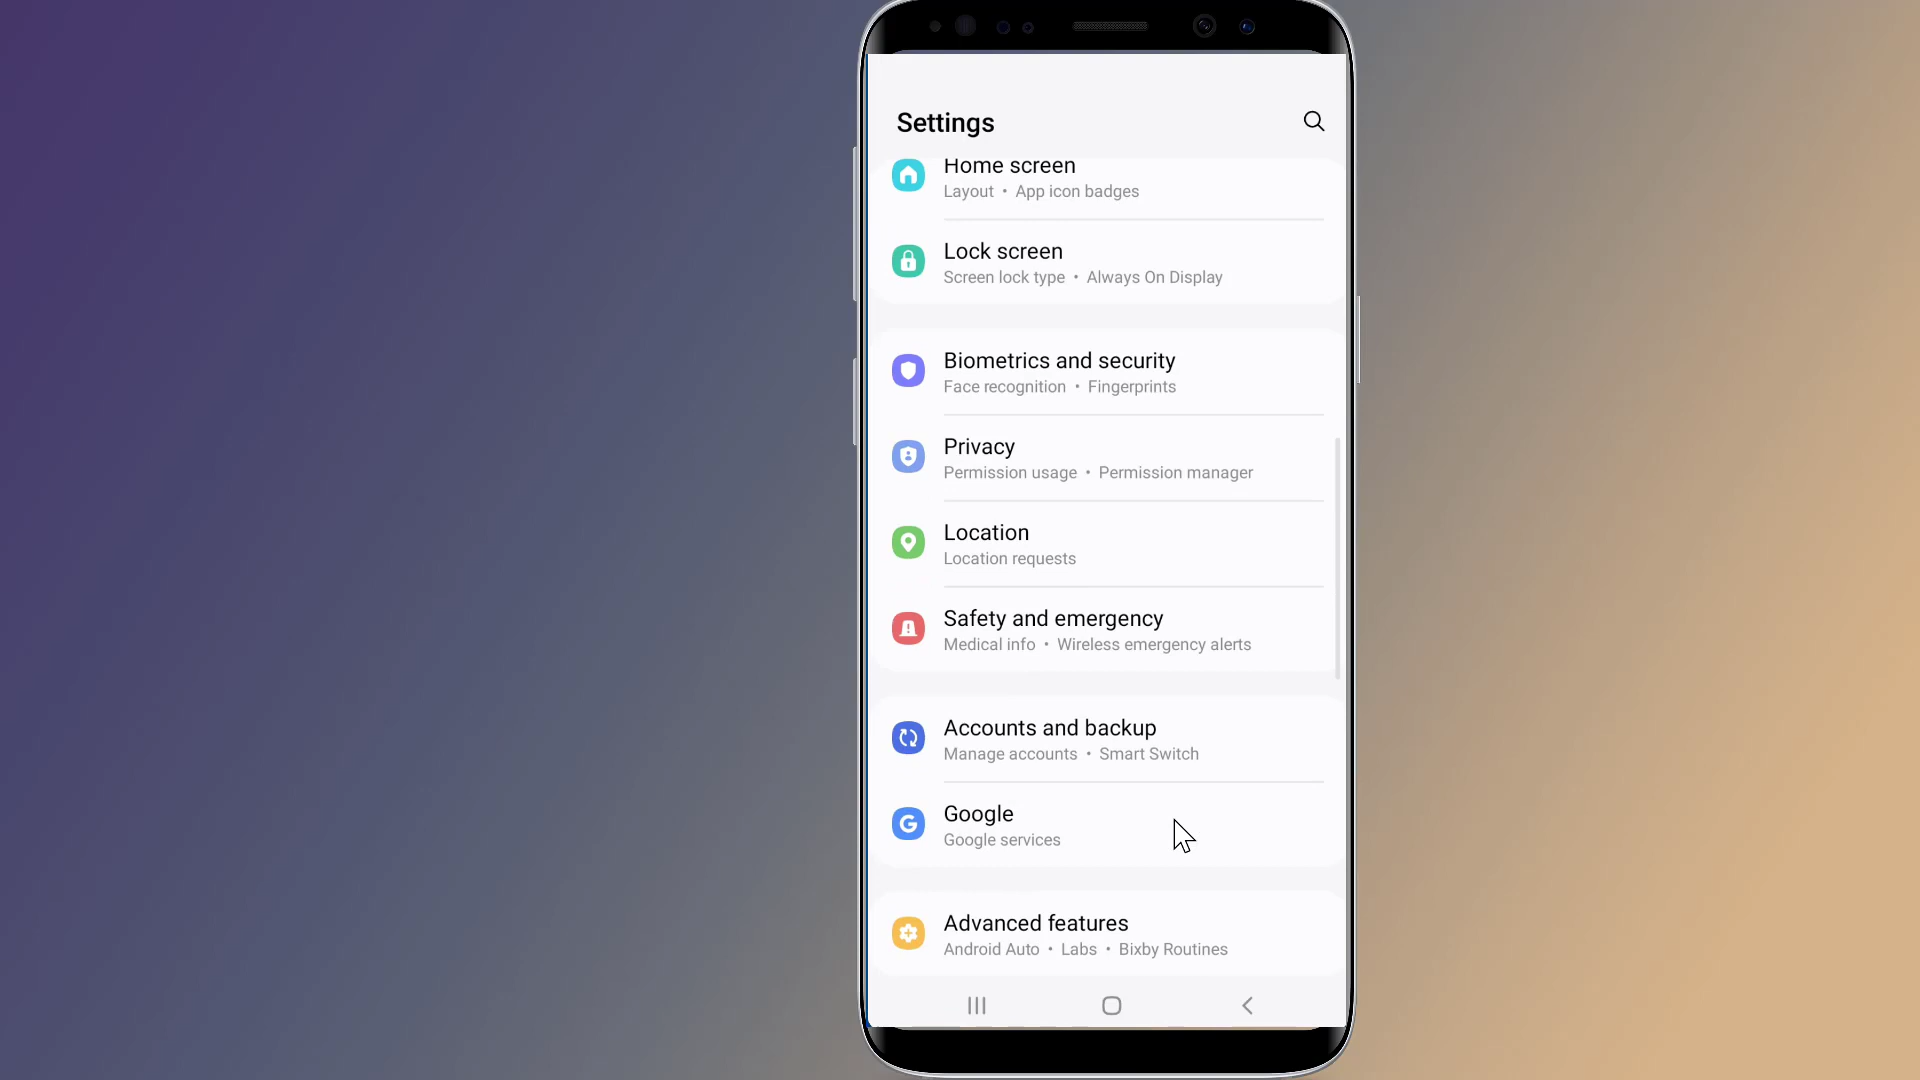 Settings
Home screen
Layout • App icon badges
Lock screen
Screen lock type • Always On Display
Biometrics and security
Face recognition • Fingerprints
Privacy
Permission usage • Permission manager
Location
Location requests
Safety and emergency
Medical info • Wireless emergency alerts
Accounts and backup
Manage accounts • Smart Switch
Google
Google services
Advanced features
Android Auto • Labs • Bixby Routines